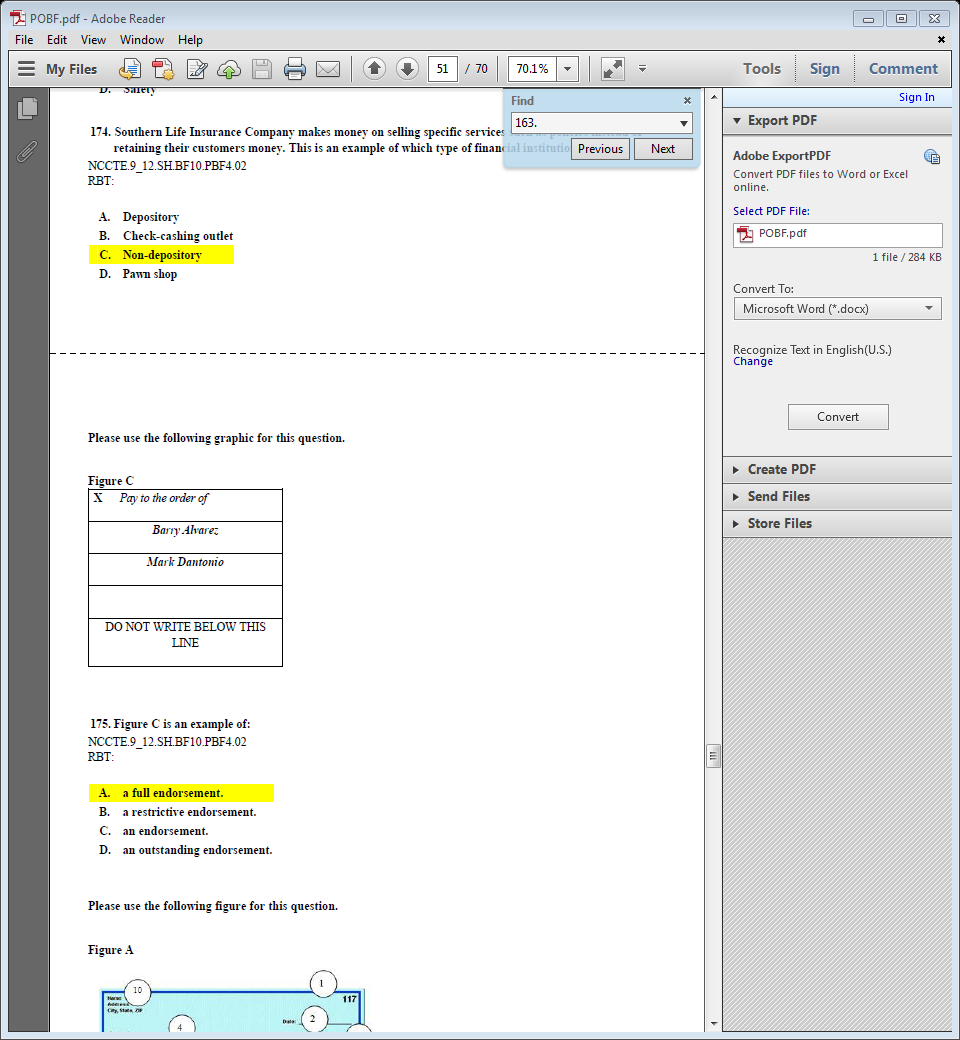 POBF.pdf - Adobe Reader
File Edit View Window Help
My Files 51 / 70 70.1% Tools Sign Comment
Sign In
D. Safety
Find
163.
Previous Next
174. Southern Life Insurance Company makes money on selling specific services
retaining their customers money. This is an example of which type of financial institution
NCCTE.9_12.SH.BF10.PBF4.02
RBT:
A. Depository
B. Check-cashing outlet
C. Non-depository
D. Pawn shop
Please use the following graphic for this question.
Figure C
X Pay to the order of
Barry Alvarez
Mark Dantonio
DO NOT WRITE BELOW THIS
LINE
175. Figure C is an example of:
NCCTE.9_12.SH.BF10.PBF4.02
RBT:
A. a full endorsement.
B. a restrictive endorsement.
C. an endorsement.
D. an outstanding endorsement.
Please use the following figure for this question.
Figure A
10
1
Name
Address
City, State, ZIP
117
4
Date:
2
Export PDF
Adobe ExportPDF
Convert PDF files to Word or Excel
online.
Select PDF File:
POBF.pdf
1 file / 284 KB
Convert To:
Microsoft Word (*.docx)
Recognize Text in English(U.S.)
Change
Convert
Create PDF
Send Files
Store Files